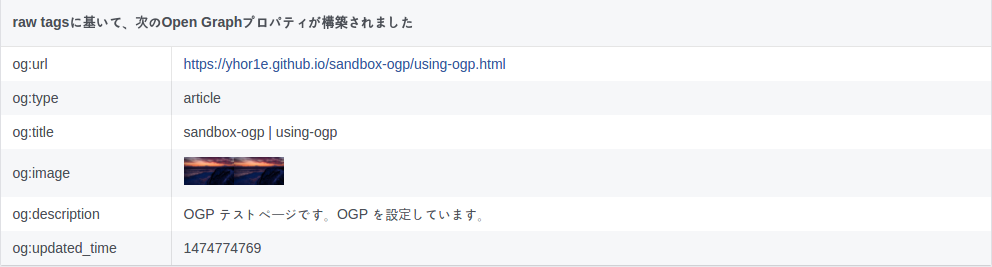 raw tagsに基いて、次のOpen Graphプロパティが構築されました
og:url https://yhor1e.github.io/sandbox-ogp/using-ogp.html
og:type article
og:title sandbox-ogp | using-ogp
og:image
og:description OGP テストページです。OGP を設定しています。
og:updated_time 1474774769